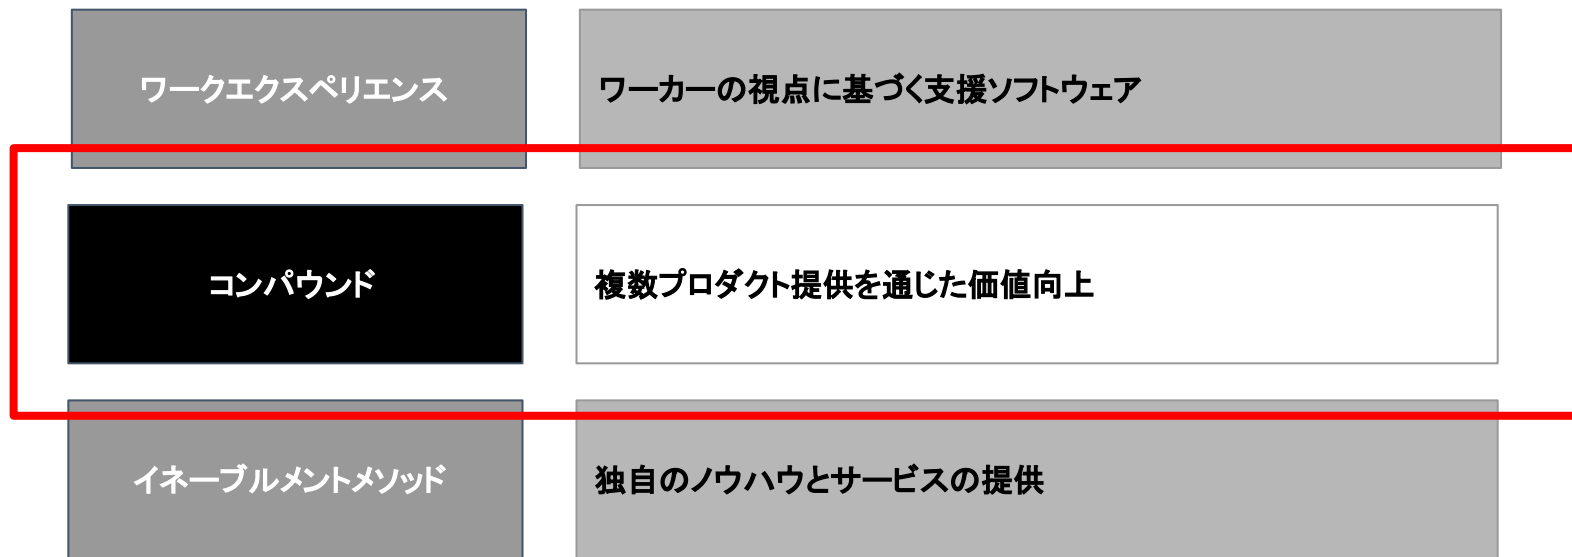 ワークエクスペリエンス
ワーカーの視点に基づく支援ソフトウェア
コンパウンド
複数プロダクト提供を通じた価値向上
イネーブルメントメソッド
独自のノウハウとサービスの提供